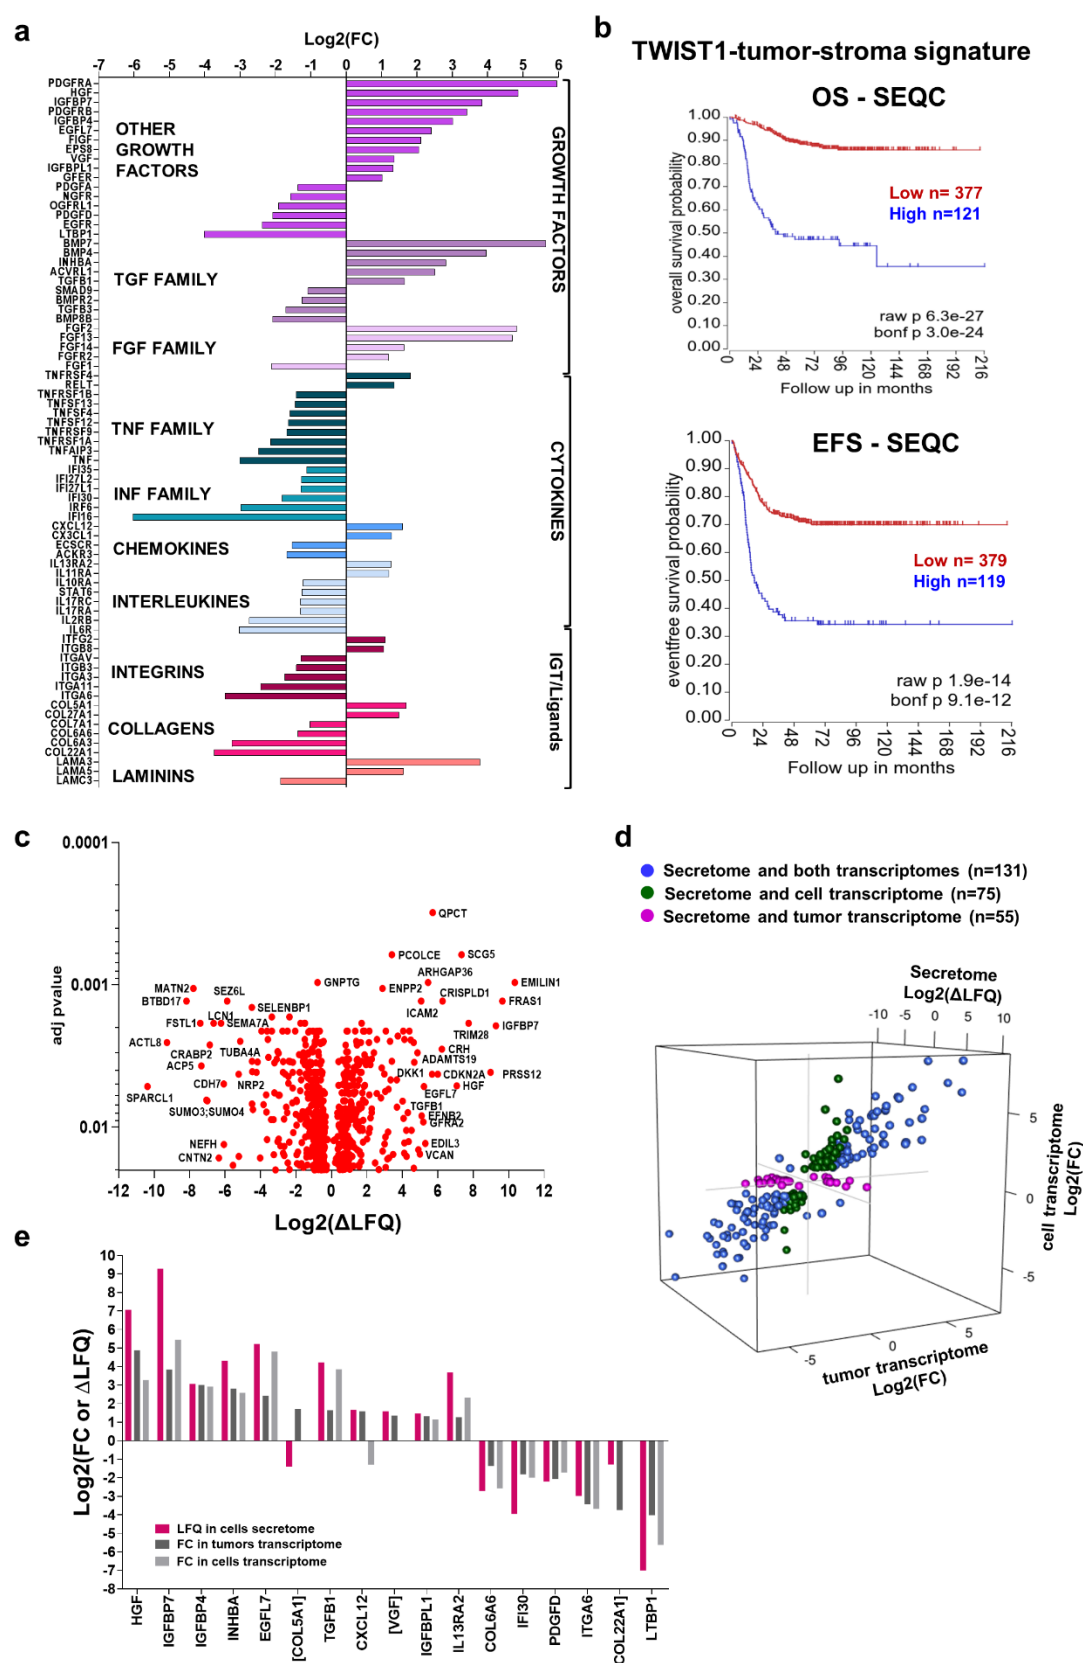 a
Log2(FC)
-7 -6 -5 -4 -3 -2 -1 0 1 2 3 4 5 6
PDGFRA
HGF
IGFBP7
PDGFRB
IGFBP4
EGFL7
FIGF
EPS8
VGF
IGFBPL1
GFER
PDGFA
NGFR
OGFRL1
PDGFD
EGFR
LTBP1
BMP7
BMP4
INHBA
ACVRL1
TGFB1
SMAD9
BMPR2
TGFB3
BMP8B
FGF2
FGF13
FGF14
FGFR2
FGF1
TNFRSF4
RELT
TNFRSF1B
TNFSF13
TNFSF4
TNFSF12
TNFRSF9
TNFRSF1A
TNFAIP3
TNF
IFI35
IFI27L2
IFI27L1
IFI30
IRF6
IFI16
CXCL12
CX3CL1
ECSCR
ACKR3
IL13RA2
IL11RA
IL10RA
STAT6
IL17RC
IL17RA
IL2RB
IL6R
ITFG2
ITGB8
ITGAV
ITGB3
ITGA3
ITGA11
ITGA6
COL5A1
COL27A1
COL7A1
COL6A6
COL6A3
COL22A1
LAMA3
LAMA5
LAMC3
OTHER
GROWTH
FACTORS
TGF FAMILY
FGF FAMILY
TNF FAMILY
INF FAMILY
CHEMOKINES
INTERLEUKINES
INTEGRINS
COLLAGENS
LAMININS
GROWTH FACTORS
CYTOKINES
IGT/Ligands
b
TWIST1-tumor-stroma signature
OS - SEQC
overall survival probability
1.00
0.90
0.80
0.70
0.60
0.50
0.40
0.30
0.20
0.10
0.00
Low n= 377
High n=121
raw p 6.3e-27
bonf p 3.0e-24
0 24 48 72 96 120 144 168 192 216
Follow up in months
EFS - SEQC
eventfree survival probability
1.00
0.90
0.80
0.70
0.60
0.50
0.40
0.30
0.20
0.10
0.00
Low n= 379
High n=119
raw p 1.9e-14
bonf p 9.1e-12
0 24 48 72 96 120 144 168 192 216
Follow up in months
c
adj pvalue
0.0001
0.001
0.01
QPCT
PCOLCE
SCG5
ARHGAP36
GNPTG
ENPP2
EMILIN1
MATN2
SEZ6L
CRISPLD1
BTBD17
FRAS1
LCN1
SELENBP1
ICAM2
FSTL1
SEMA7A
TRIM28
IGFBP7
ACTL8
CRABP2
TUBA4A
CRH
ADAMTS19
ACP5
DKK1
CDKN2A
PRSS12
CDH7
NRP2
HGF
SPARCL1
EGFL7
SUMO3;SUMO4
TGFB1
EFNB2
GFRA2
NEFH
EDIL3
CNTN2
VCAN
-12 -10 -8 -6 -4 -2 0 2 4 6 8 10 12
Log2(ΔLFQ)
d
Secretome and both transcriptomes (n=131)
Secretome and cell transcriptome (n=75)
Secretome and tumor transcriptome (n=55)
Secretome
Log2(ΔLFQ)
-10 -5 0 5 10
5
0
-5
cell transcriptome
Log2(FC)
-5 0 5
tumor transcriptome
Log2(FC)
e
Log2(FC or ΔLFQ)
10
9
8
7
6
5
4
3
2
1
0
-1
-2
-3
-4
-5
-6
-7
-8
LFQ in cells secretome
FC in tumors transcriptome
FC in cells transcriptome
HGF
IGFBP7
IGFBP4
INHBA
EGFL7
[COL5A1]
TGFB1
CXCL12
[VGF]
IGFBPL1
IL13RA2
COL6A6
IFI30
PDGFD
ITGA6
COL22A1]
LTBP1